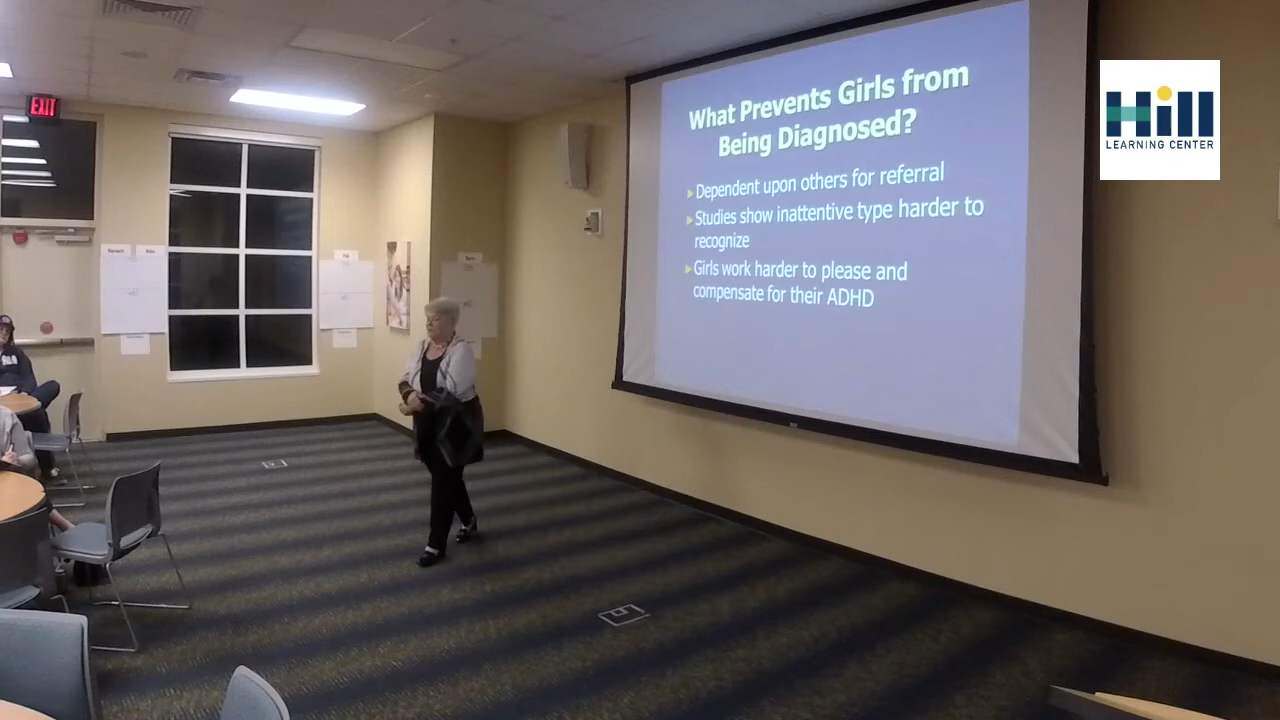 EXIT
What Prevents Girls from
Being Diagnosed?
Dependent upon others for referral
Studies show inattentive type harder to
recognize
Girls work harder to please and
compensate for their ADHD
Hill
LEARNING CENTER